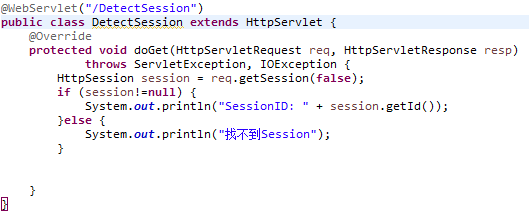 @WebServlet("/DetectSession")
public class DetectSession extends HttpServlet {
@Override
protected void doGet(HttpServletRequest req, HttpServletResponse resp)
throws ServletException, IOException {
HttpSession session = req.getSession(false);
if (session!=null) {
System.out.println("SessionID: " + session.getId());
}else {
System.out.println("找不到Session");
}
}
}